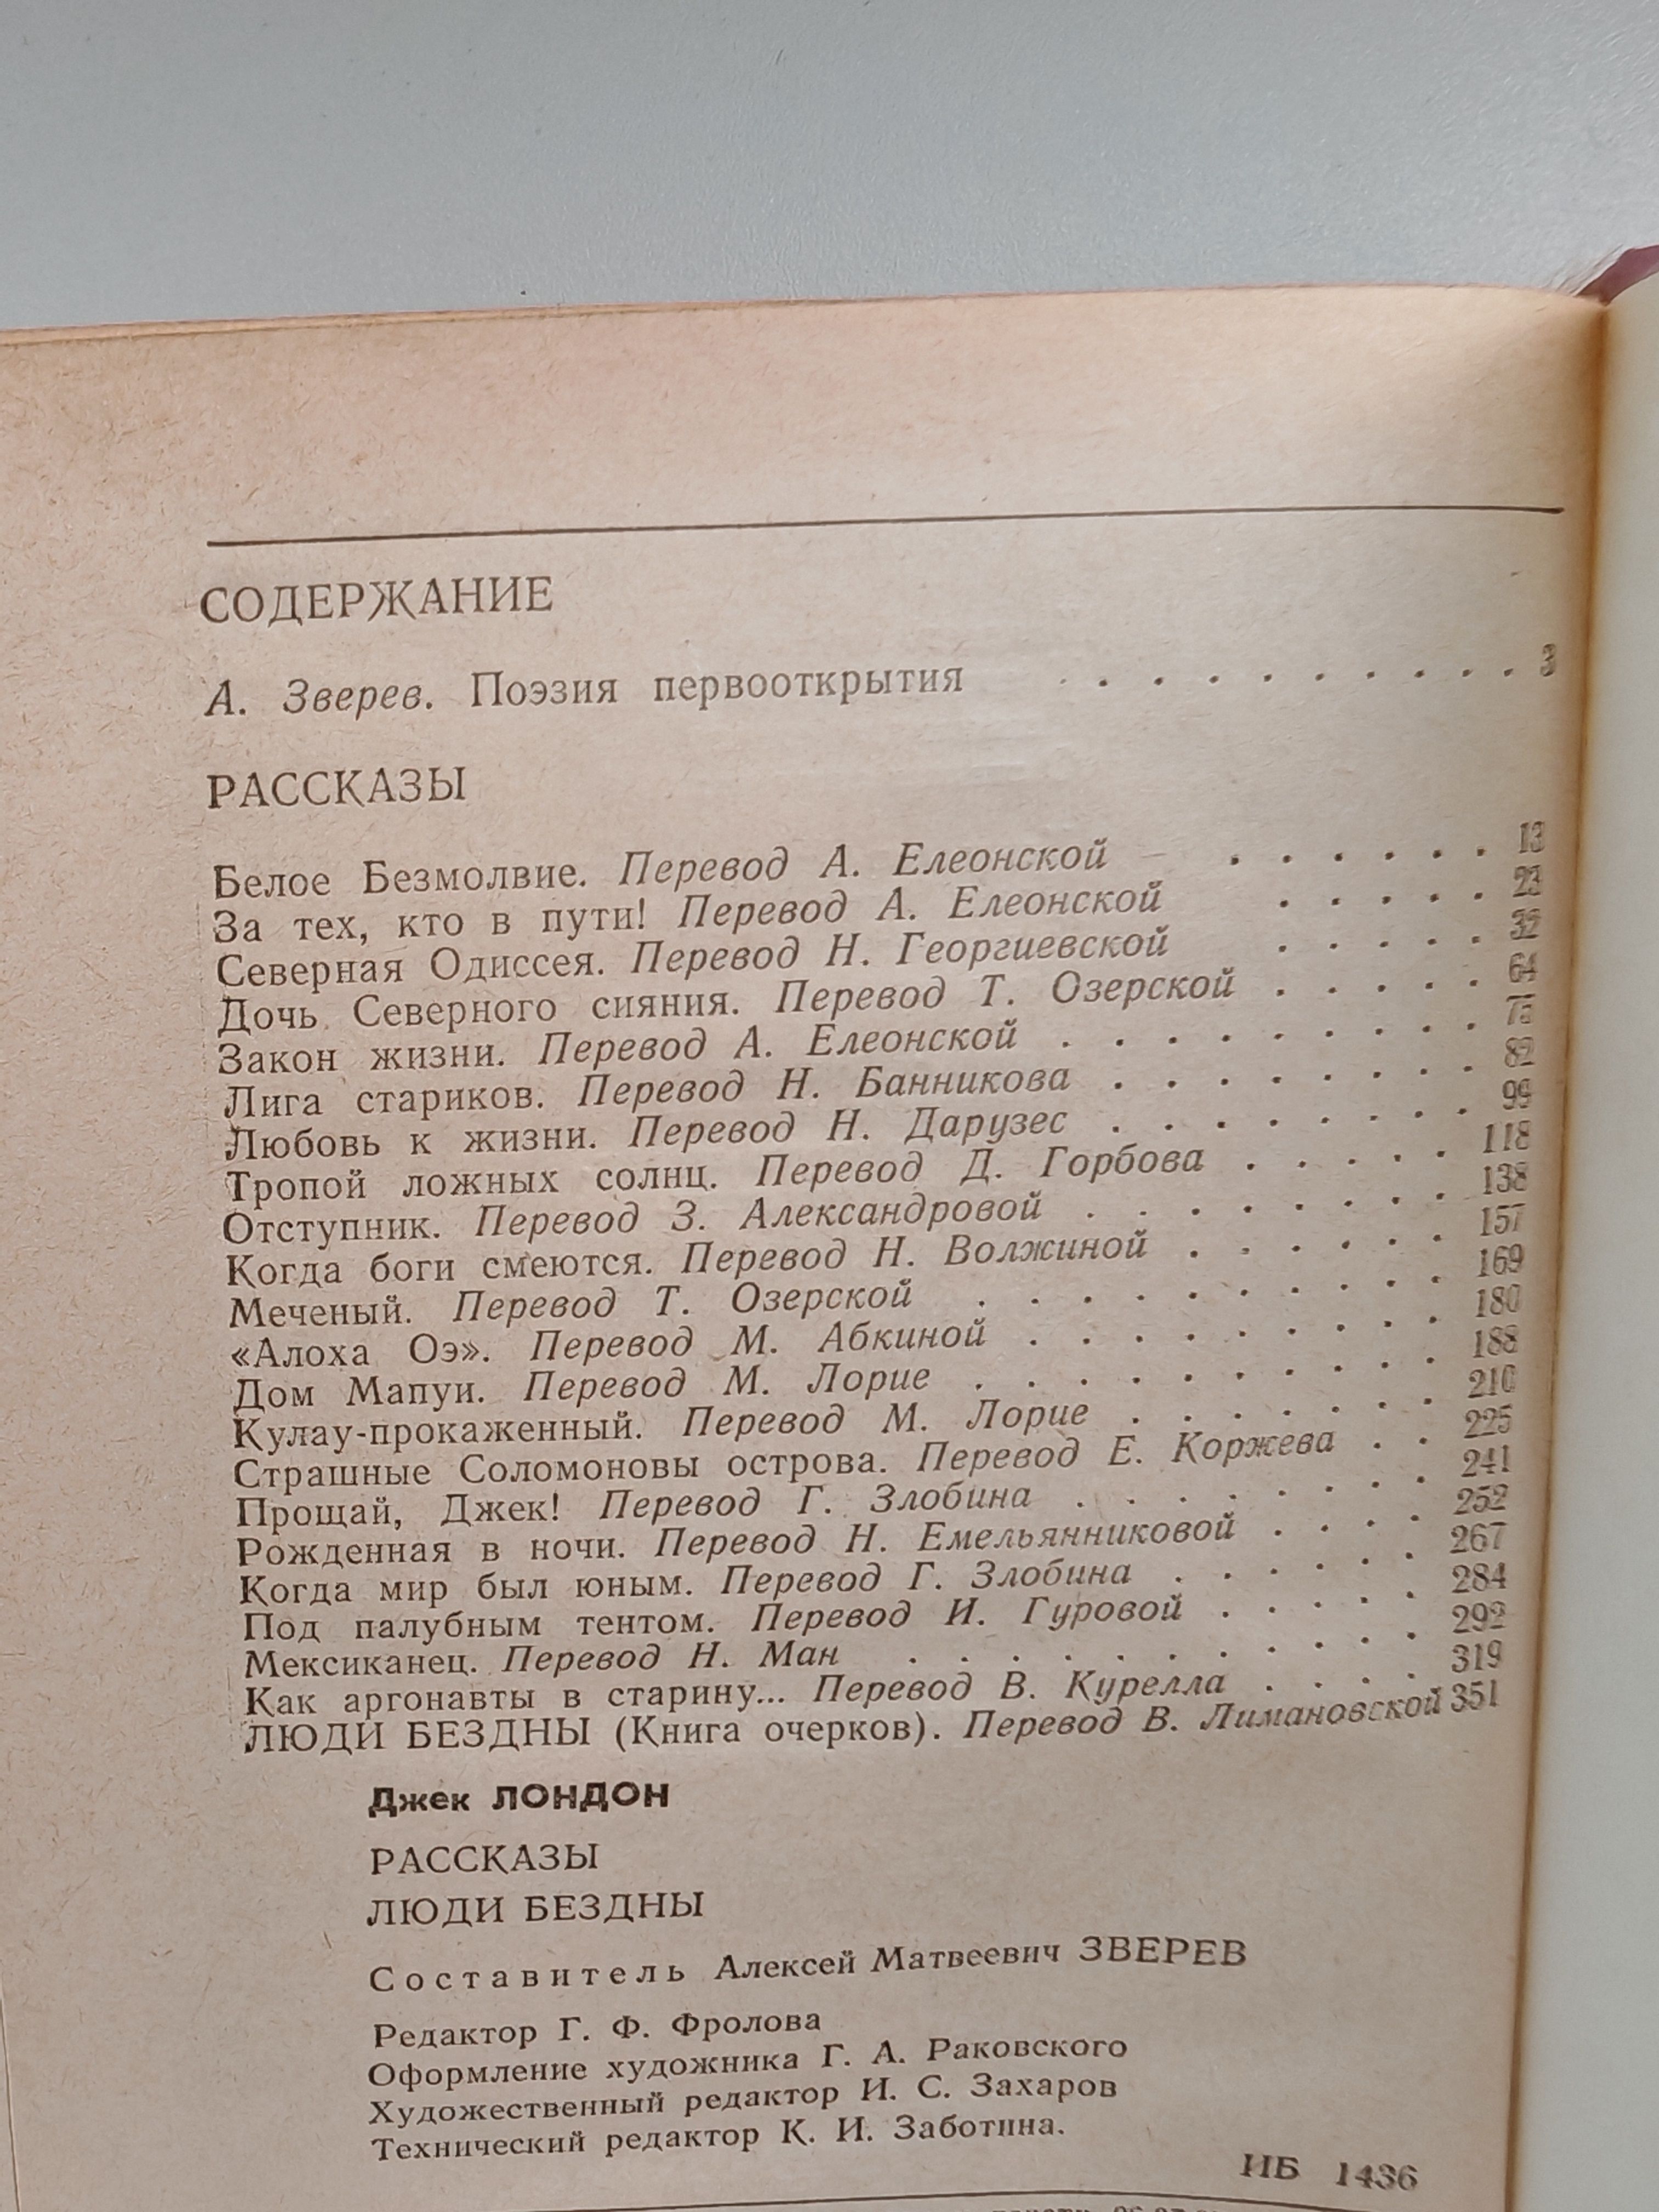 СОДЕРЖАНИЕ
А. Зверев. Поэзия первооткрытия . . . . . . . . . . 3
РАССКАЗЫ
Белое Безмолвие. Перевод А. Елеонской . . . . . . 13
За тех, кто в пути! Перевод А. Елеонской . . . . . 23
Северная Одиссея. Перевод Н. Георгиевской . . . . . 32
Дочь Северного сияния. Перевод Т. Озерской . . . . . 64
Закон жизни. Перевод А. Елеонской . . . . . . . . 75
Лига стариков. Перевод Н. Банникова . . . . . . . 82
Любовь к жизни. Перевод Н. Дарузес . . . . . . . 99
Тропой ложных солнц. Перевод Д. Горбова . . . . . 118
Отступник. Перевод З. Александровой . . . . . . . 138
Когда боги смеются. Перевод Н. Волжиной . . . . . . 157
Меченый. Перевод Т. Озерской . . . . . . . . . . 169
«Алоха Оэ». Перевод М. Абкиной . . . . . . . . . 180
Дом Мапуи. Перевод М. Лорие . . . . . . . . . . 188
Кулау-прокаженный. Перевод М. Лорие . . . . . . . 210
Страшные Соломоновы острова. Перевод Е. Коржева . . 225
Прощай, Джек! Перевод Г. Злобина . . . . . . . . 241
Рожденная в ночи. Перевод Н. Емельянниковой . . . . 252
Когда мир был юным. Перевод Г. Злобина . . . . . . 267
Под палубным тентом. Перевод И. Гуровой . . . . . 284
Мексиканец. Перевод Н. Ман . . . . . . . . . . 292
Как аргонавты в старину... Перевод В. Курелла . . . . 319
ЛЮДИ БЕЗДНЫ (Книга очерков). Перевод В. Лимановской 351
Джек ЛОНДОН
РАССКАЗЫ
ЛЮДИ БЕЗДНЫ
Составитель Алексей Матвеевич ЗВЕРЕВ
Редактор Г. Ф. Фролова
Оформление художника Г. А. Раковского
Художественный редактор И. С. Захаров
Технический редактор К. И. Заботина.
ИБ 1436